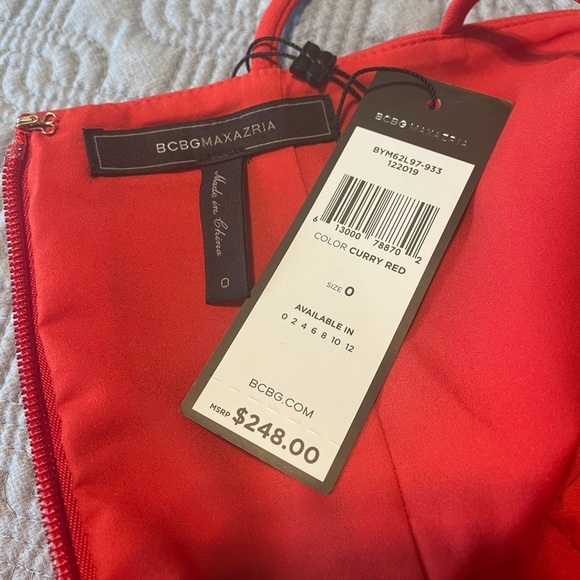 BCBGMAXAZRIA
Made in China
0
BCBGMAXAZRIA
BYM62L97-933
122019
6 13000 78870 2
COLOR CURRY RED
SIZE 0
AVAILABLE IN
0 2 4 6 8 10 12
BCBG.COM
MSRP $248.00